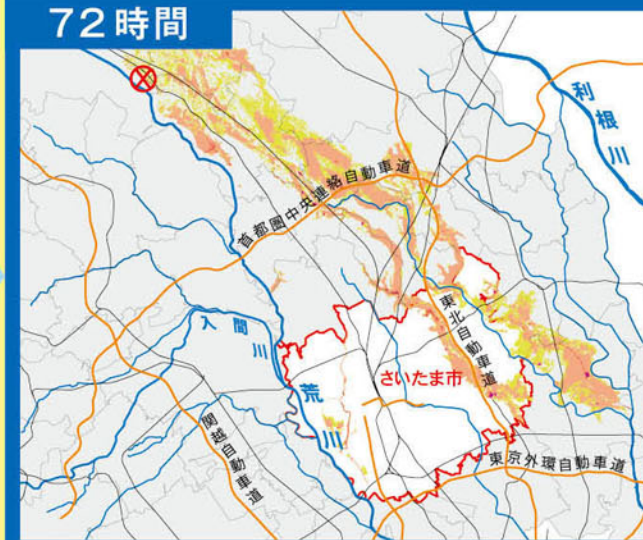 72時間
利根川
首都圏中央連絡自動車道
東北自動車道
入間川
さいたま市
荒川
関越自動車道
東京外環自動車道